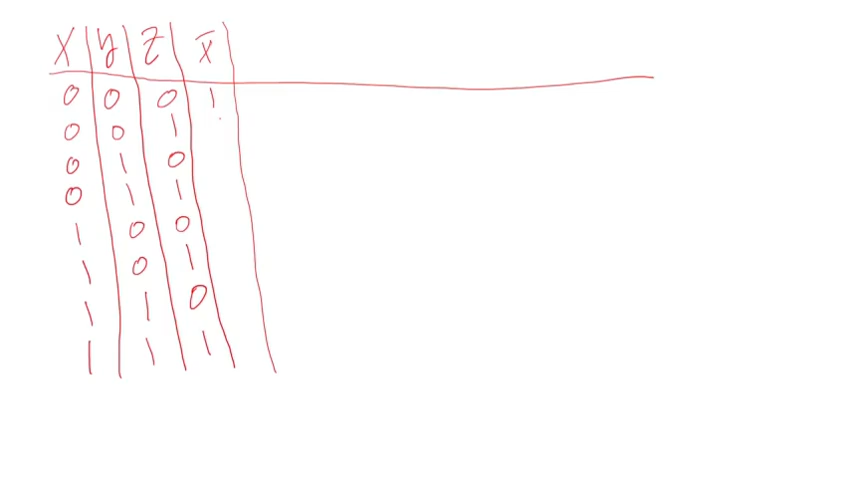 X y Z x̄
0 0 0 1
0 0 1
0 1 0
0 1 1
1 0 0
1 0 1
1 1 0
1 1 1